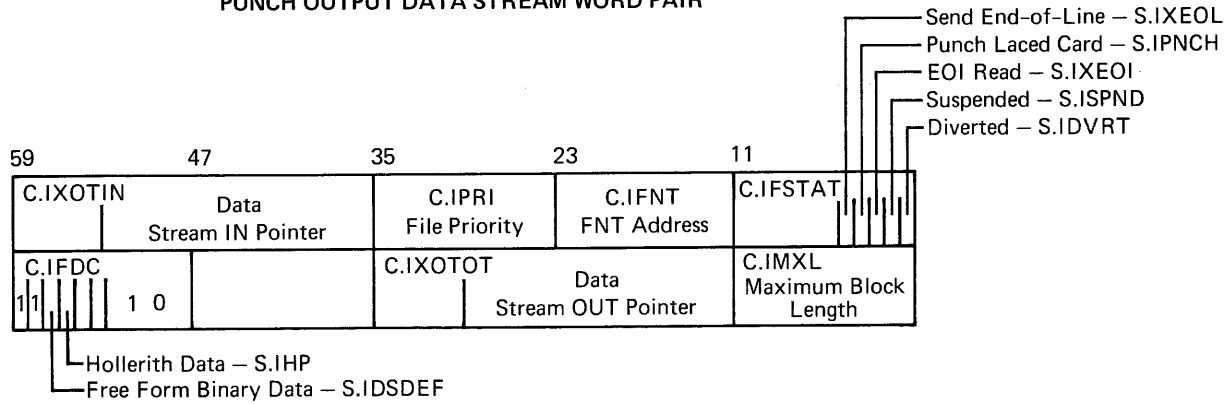 PUNCH OUTPUT DATA STREAM WORD PAIR
Send End-of-Line — S.IXEOL
Punch Laced Card — S.IPNCH
EOI Read — S.IXEOI
Suspended — S.ISPND
Diverted — S.IDVRT
59 47 35 23 11
C.IXOTIN
Data
Stream IN Pointer
C.IPRI
File Priority
C.IFNT
FNT Address
C.IFSTAT
C.IFDC
1 1 1 0
C.IXOTOT
Data
Stream OUT Pointer
C.IMXL
Maximum Block
Length
Hollerith Data — S.IHP
Free Form Binary Data — S.IDSDEF